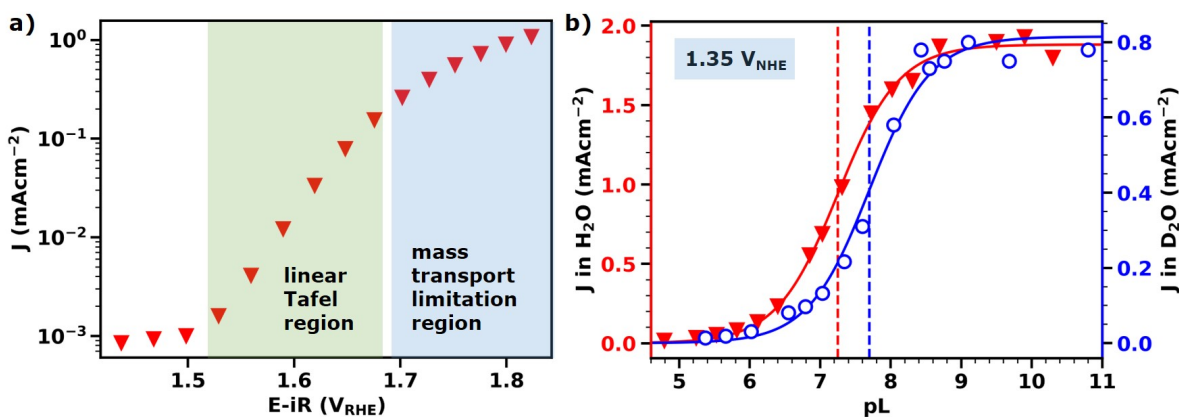 a)
J (mAcm⁻²)
10⁰
10⁻¹
10⁻²
10⁻³
linear
Tafel
region
mass
transport
limitation
region
1.5 1.6 1.7 1.8
E-iR (V_RHE)
b)
1.35 V_NHE
J in H₂O (mAcm⁻²)
2.0
1.5
1.0
0.5
0.0
5 6 7 8 9 10 11
pL
0.8
0.6
0.4
0.2
0.0
J in D₂O (mAcm⁻²)